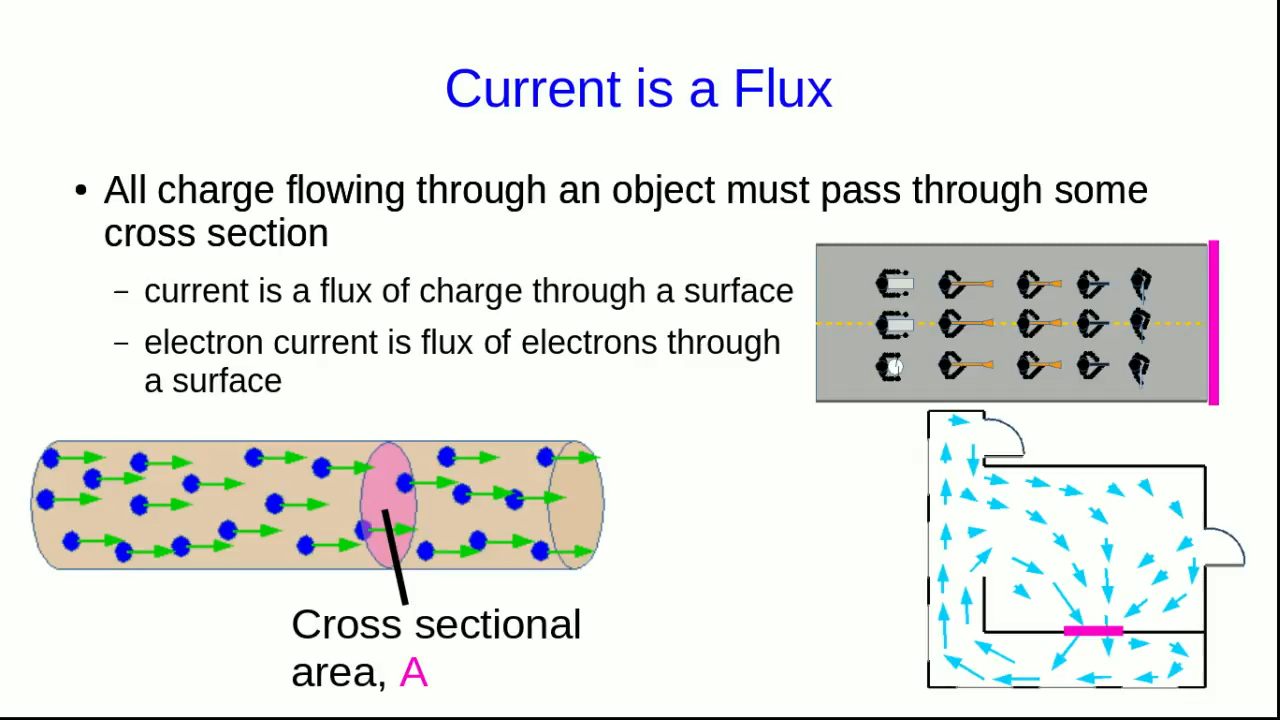 Current is a Flux
• All charge flowing through an object must pass through some
cross section
– current is a flux of charge through a surface
– electron current is flux of electrons through
a surface
Cross sectional
area, A